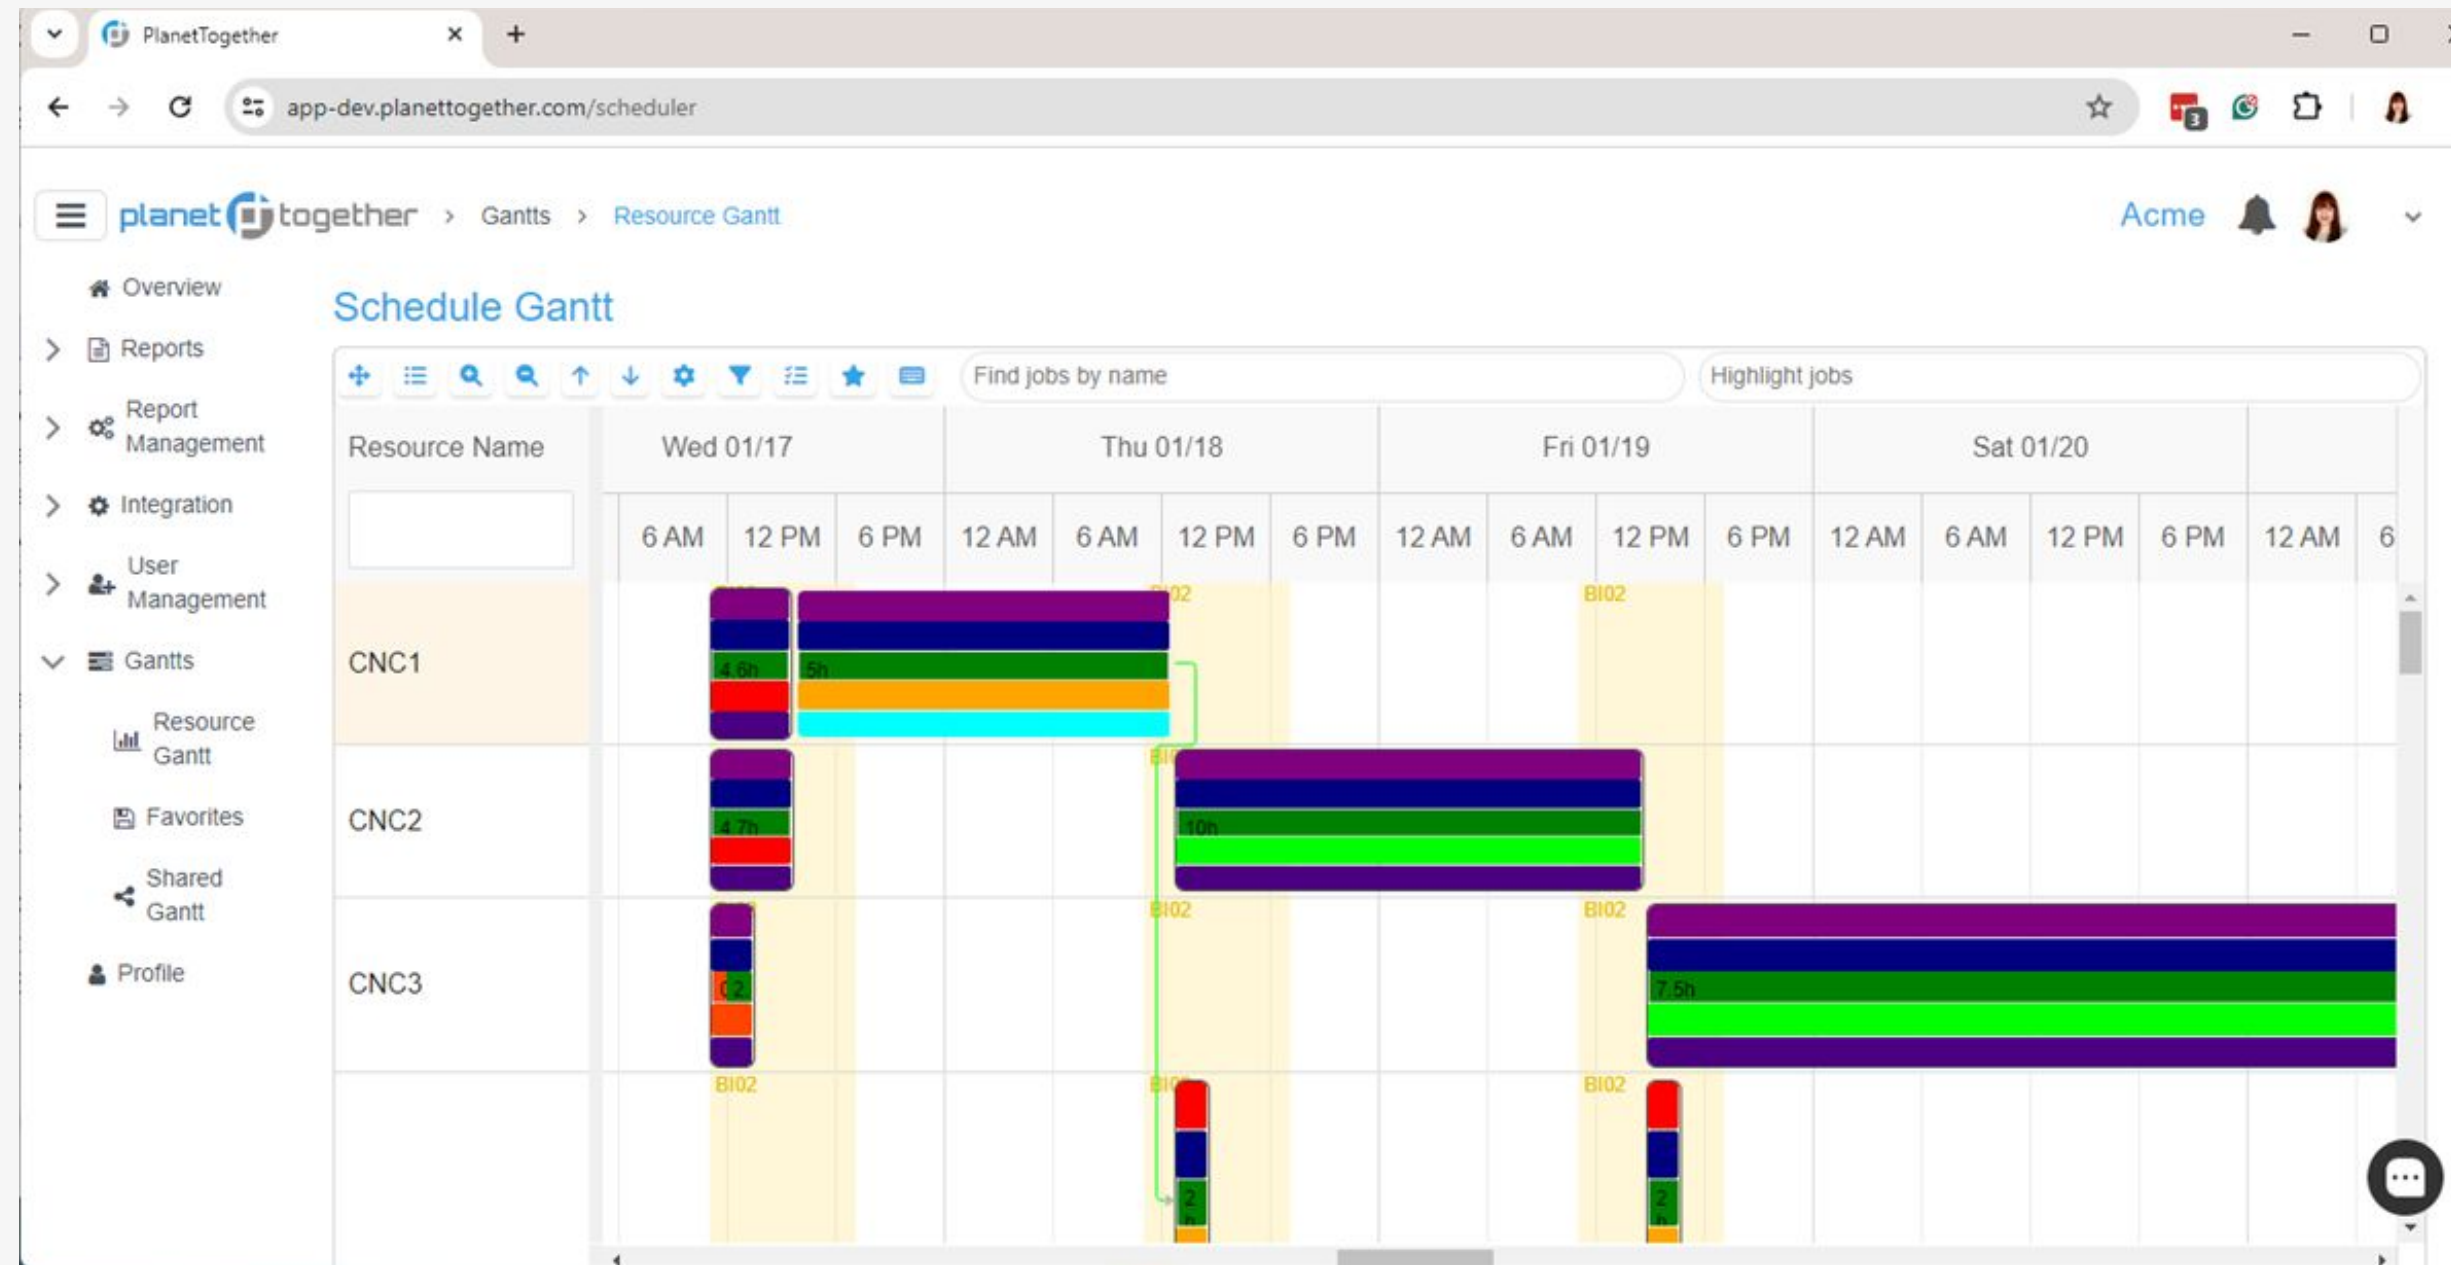 PlanetTogether
app-dev.planettogether.com/scheduler
3
planet together > Gantts > Resource Gantt
Acme
Overview
Reports
Report
Management
Integration
User
Management
Gantts
Resource
Gantt
Favorites
Shared
Gantt
Profile
Schedule Gantt
Find jobs by name
Highlight jobs
Resource Name
Wed 01/17
Thu 01/18
Fri 01/19
Sat 01/20
6 AM 12 PM 6 PM 12 AM 6 AM 12 PM 6 PM 12 AM 6 AM 12 PM 6 PM 12 AM 6 AM 12 PM 6 PM 12 AM 6
BI02
CNC1
4.6h
5h
CNC2
4.7h
10h
BI02
BI02
CNC3
2
7.5h
BI02
BI02
2
h
2
h